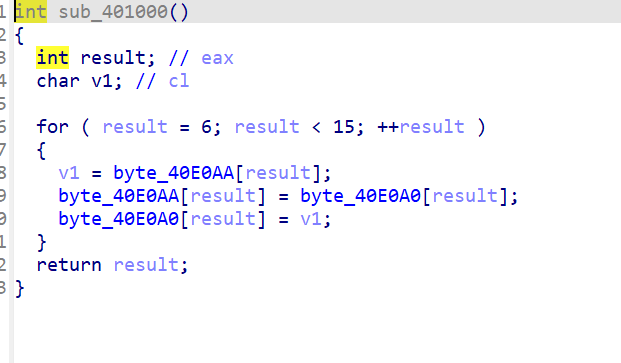 1 int sub_401000()
2 {
3   int result; // eax
4   char v1; // cl
5
6   for ( result = 6; result < 15; ++result )
7   {
8     v1 = byte_40E0AA[result];
9     byte_40E0AA[result] = byte_40E0A0[result];
0     byte_40E0A0[result] = v1;
1   }
2   return result;
3 }